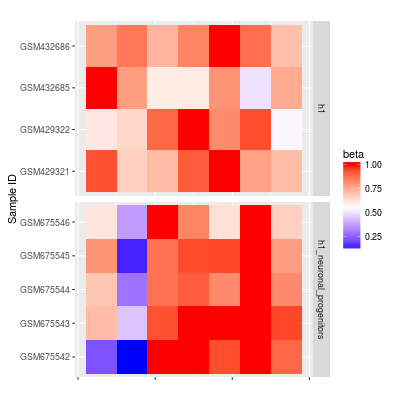 GSM432686
GSM432685
GSM429322
GSM429321
h1
GSM675546
GSM675545
GSM675544
GSM675543
GSM675542
h1_neuronal_progenitors
Sample ID
beta
1.00
0.75
0.50
0.25